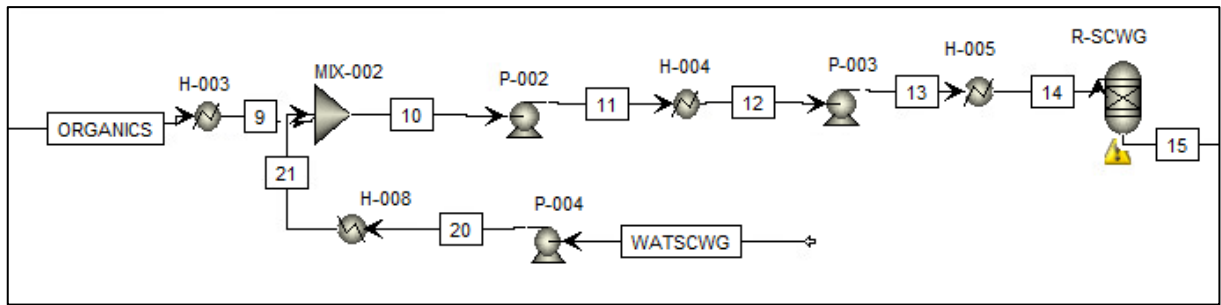 R-SCWG
H-005
H-003
MIX-002
P-002
H-004
P-003
ORGANICS
9
10
11
12
13
14
15
21
H-008
P-004
20
WATSCWG